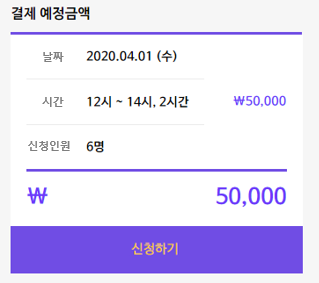 결제 예정금액
날짜 2020.04.01 (수)
시간 12시 ~ 14시, 2시간 ₩50,000
신청인원 6명
₩ 50,000
신청하기